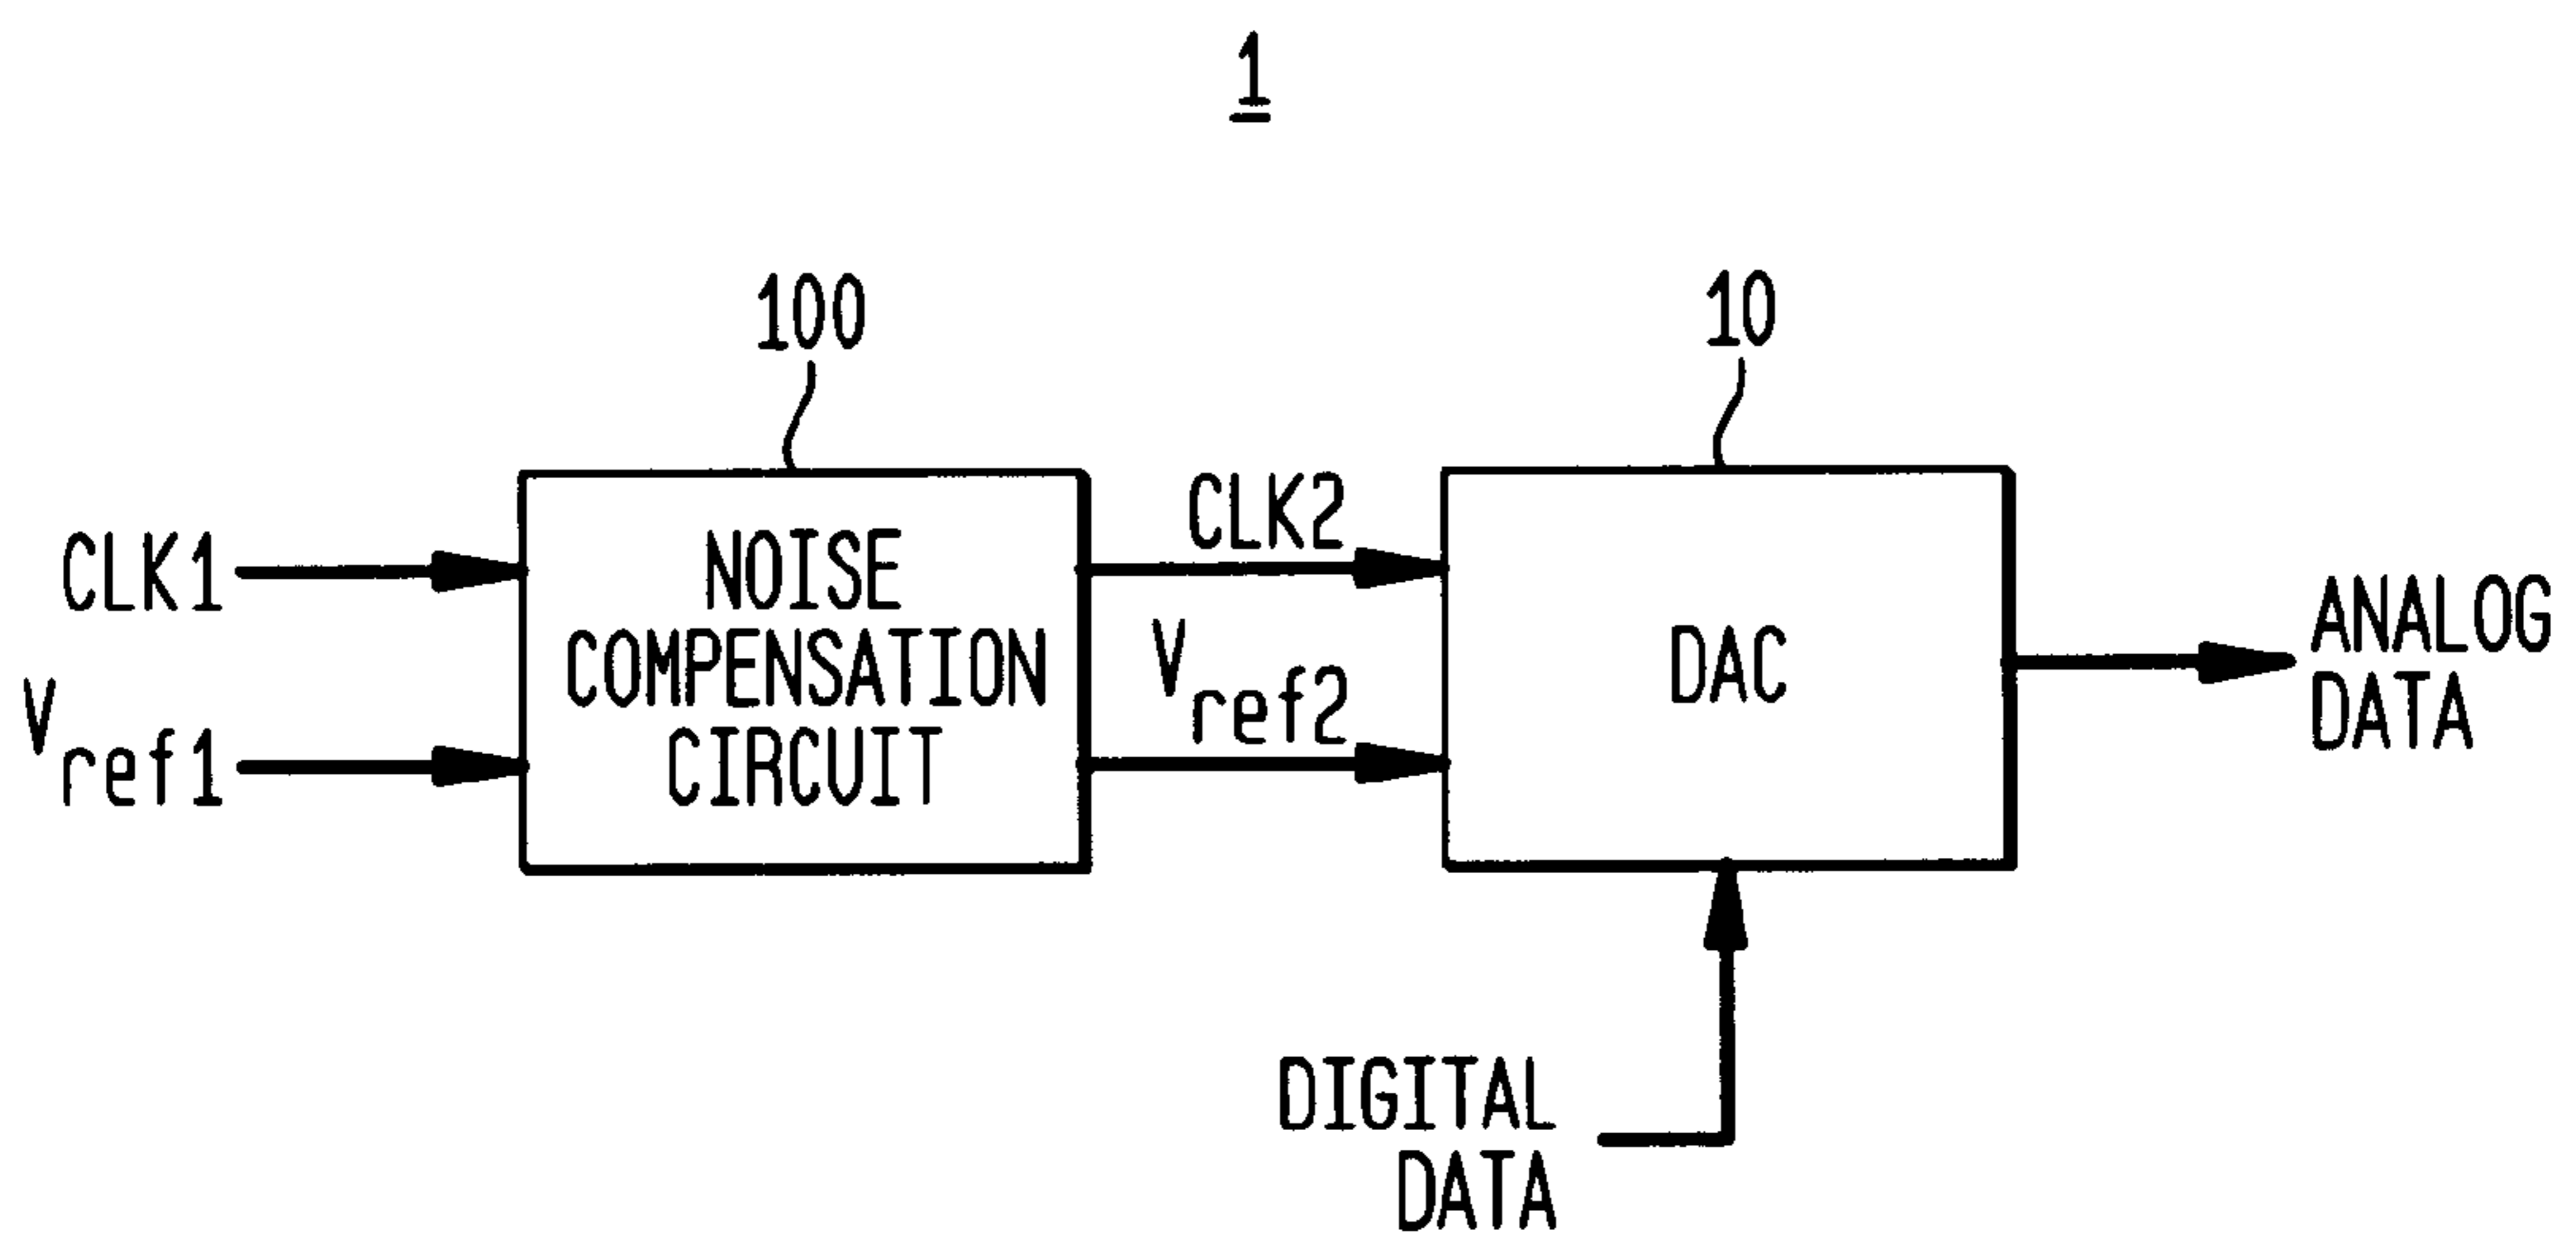 1
100
10
CLK1
Vref1
NOISE
COMPENSATION
CIRCUIT
CLK2
Vref2
DAC
ANALOG
DATA
DIGITAL
DATA